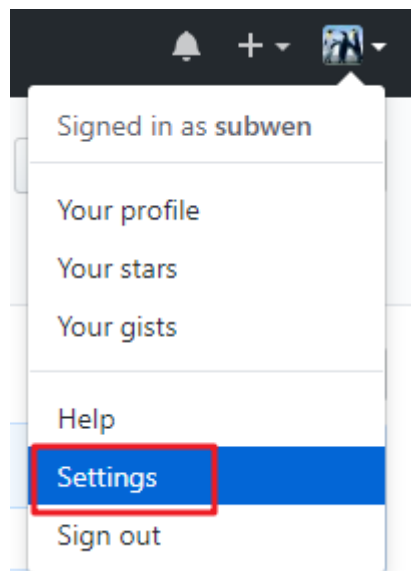 Signed in as subwen
Your profile
Your stars
Your gists
Help
Settings
Sign out